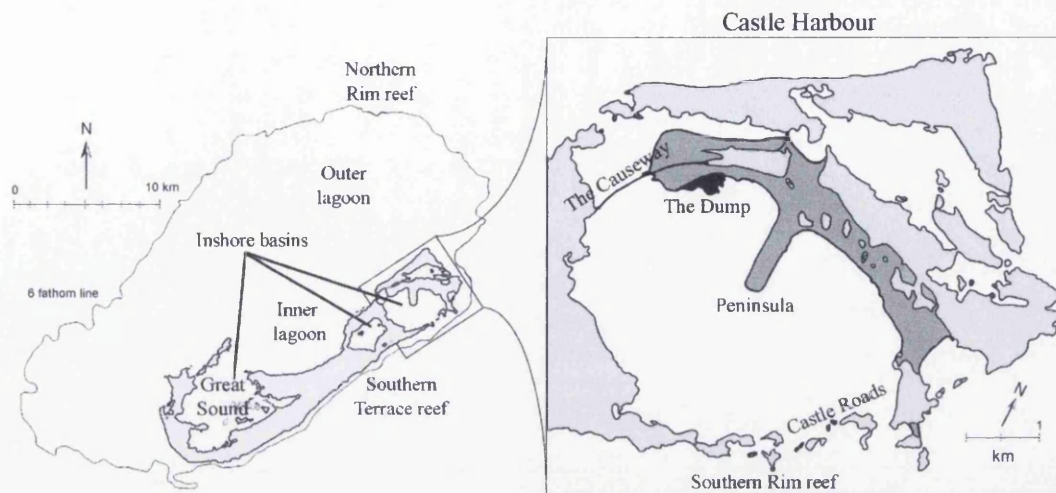 Castle Harbour
Northern
Rim reef
N
0
10 km
Outer
lagoon
Inshore basins
6 fathom line
Inner
lagoon
Great
Sound
Southern
Terrace reef
The Causeway
The Dump
Peninsula
Castle Roads
N
1
km
Southern Rim reef